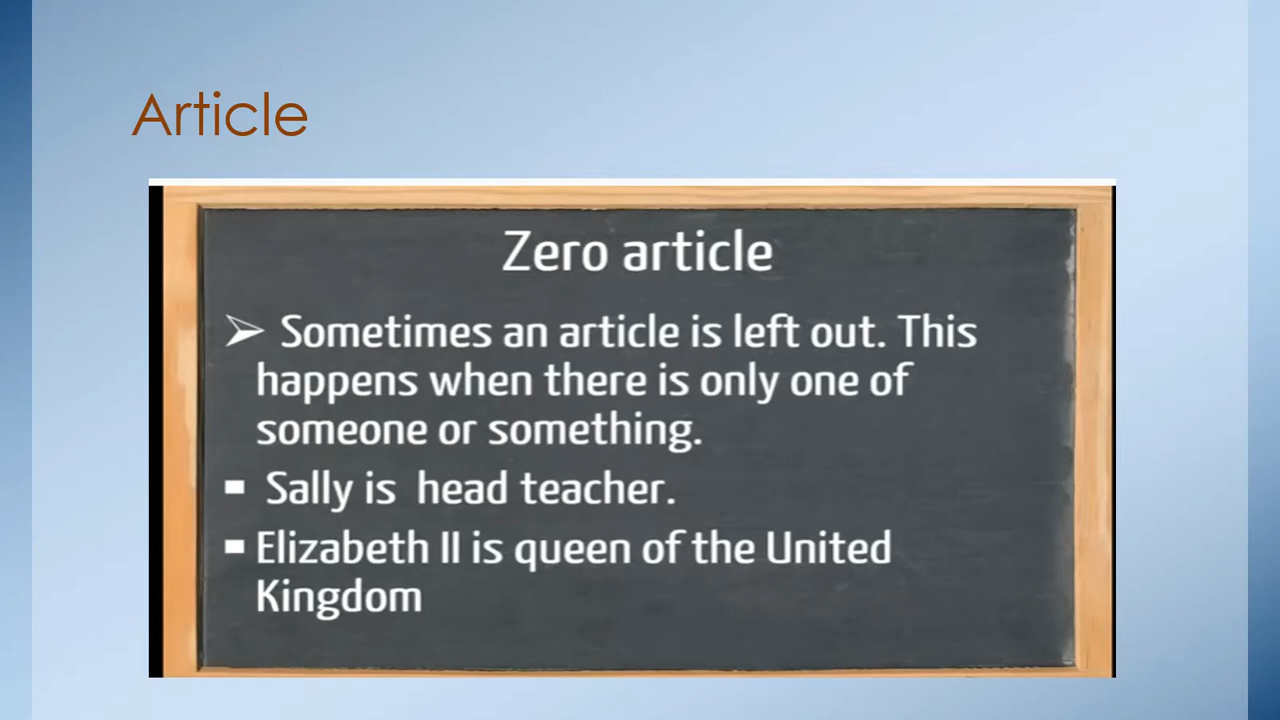 Article
Zero article
➢ Sometimes an article is left out. This
happens when there is only one of
someone or something.
▪ Sally is head teacher.
▪ Elizabeth II is queen of the United
Kingdom